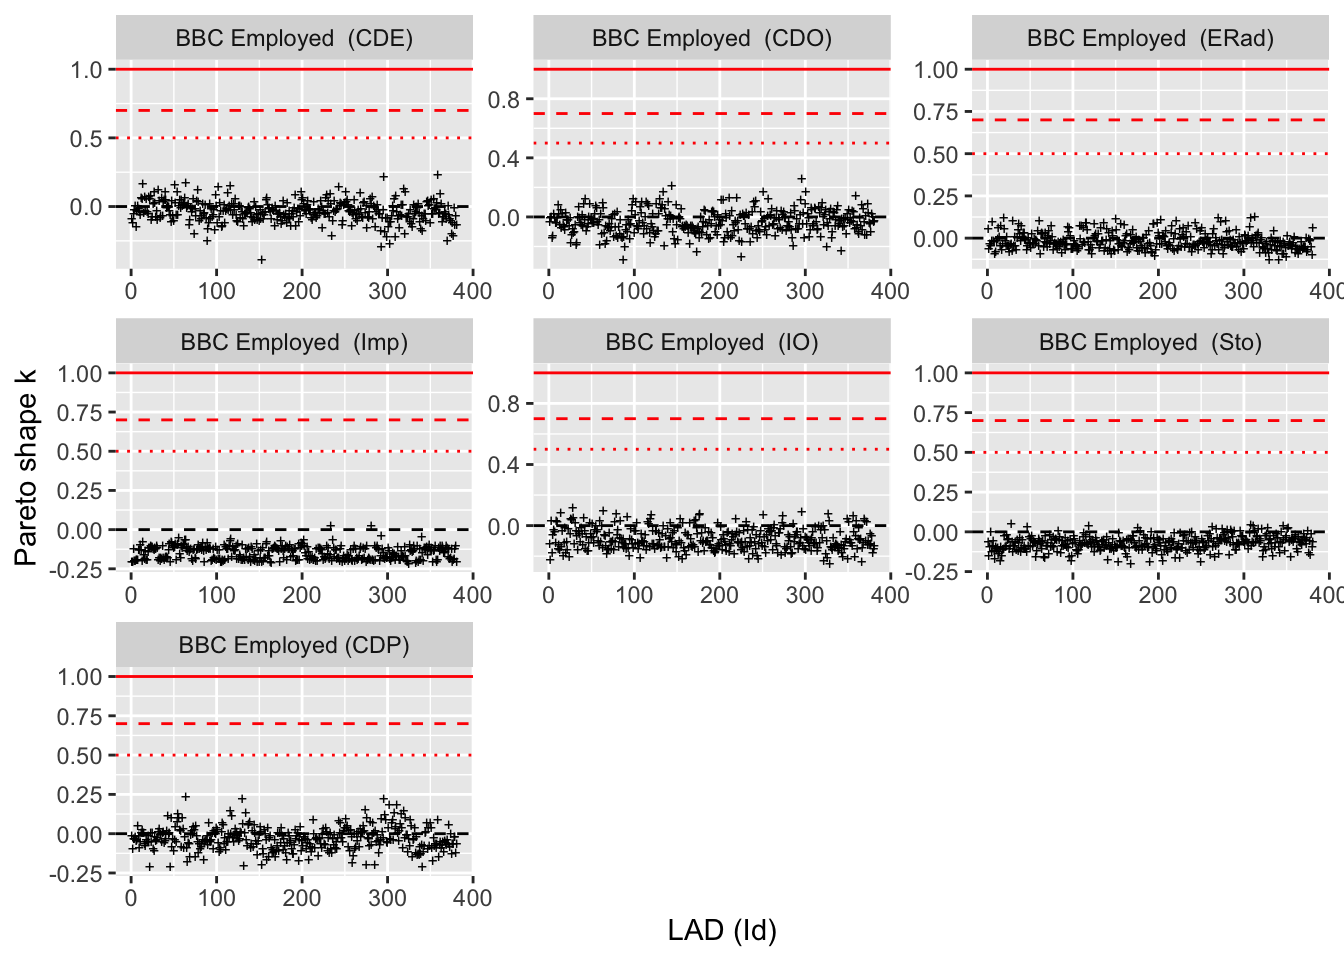 BBC Employed  (CDE)
BBC Employed  (CDO)
BBC Employed  (ERad)
1.0
0.5
0.0
0.8
0.4
0.0
1.00
0.75
0.50
0.25
0.00
0 100 200 300 400
0 100 200 300 400
0 100 200 300 400
BBC Employed  (Imp)
BBC Employed  (IO)
BBC Employed  (Sto)
Pareto shape k
1.00
0.75
0.50
0.25
0.00
-0.25
0.8
0.4
0.0
1.00
0.75
0.50
0.25
0.00
-0.25
0 100 200 300 400
0 100 200 300 400
0 100 200 300 400
BBC Employed (CDP)
1.00
0.75
0.50
0.25
0.00
-0.25
0 100 200 300 400
LAD (Id)